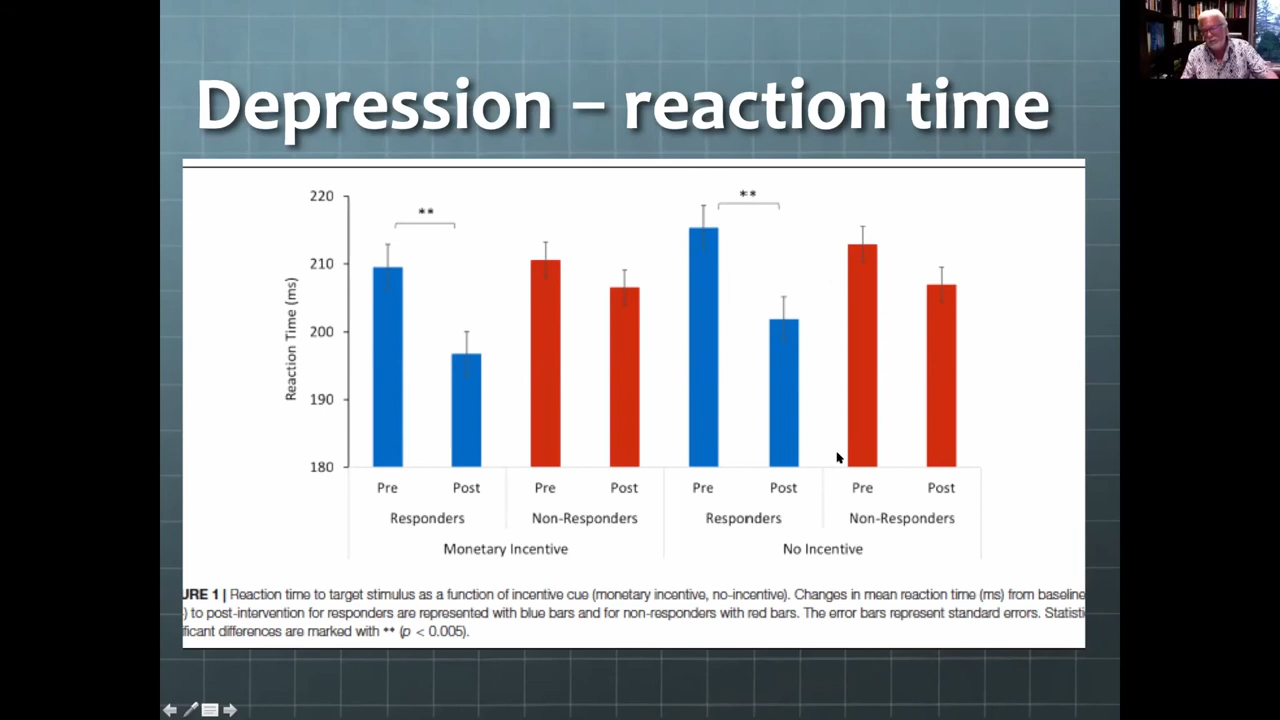 Depression – reaction time
220
210
200
190
180
Reaction Time (ms)
**
**
Pre Post Pre Post Pre Post Pre Post
Responders Non-Responders Responders Non-Responders
Monetary Incentive No Incentive
URE 1 | Reaction time to target stimulus as a function of incentive cue (monetary incentive, no-incentive). Changes in mean reaction time (ms) from baseline
) to post-intervention for responders are represented with blue bars and for non-responders with red bars. The error bars represent standard errors. Statisti
ificant differences are marked with ** (p < 0.005).